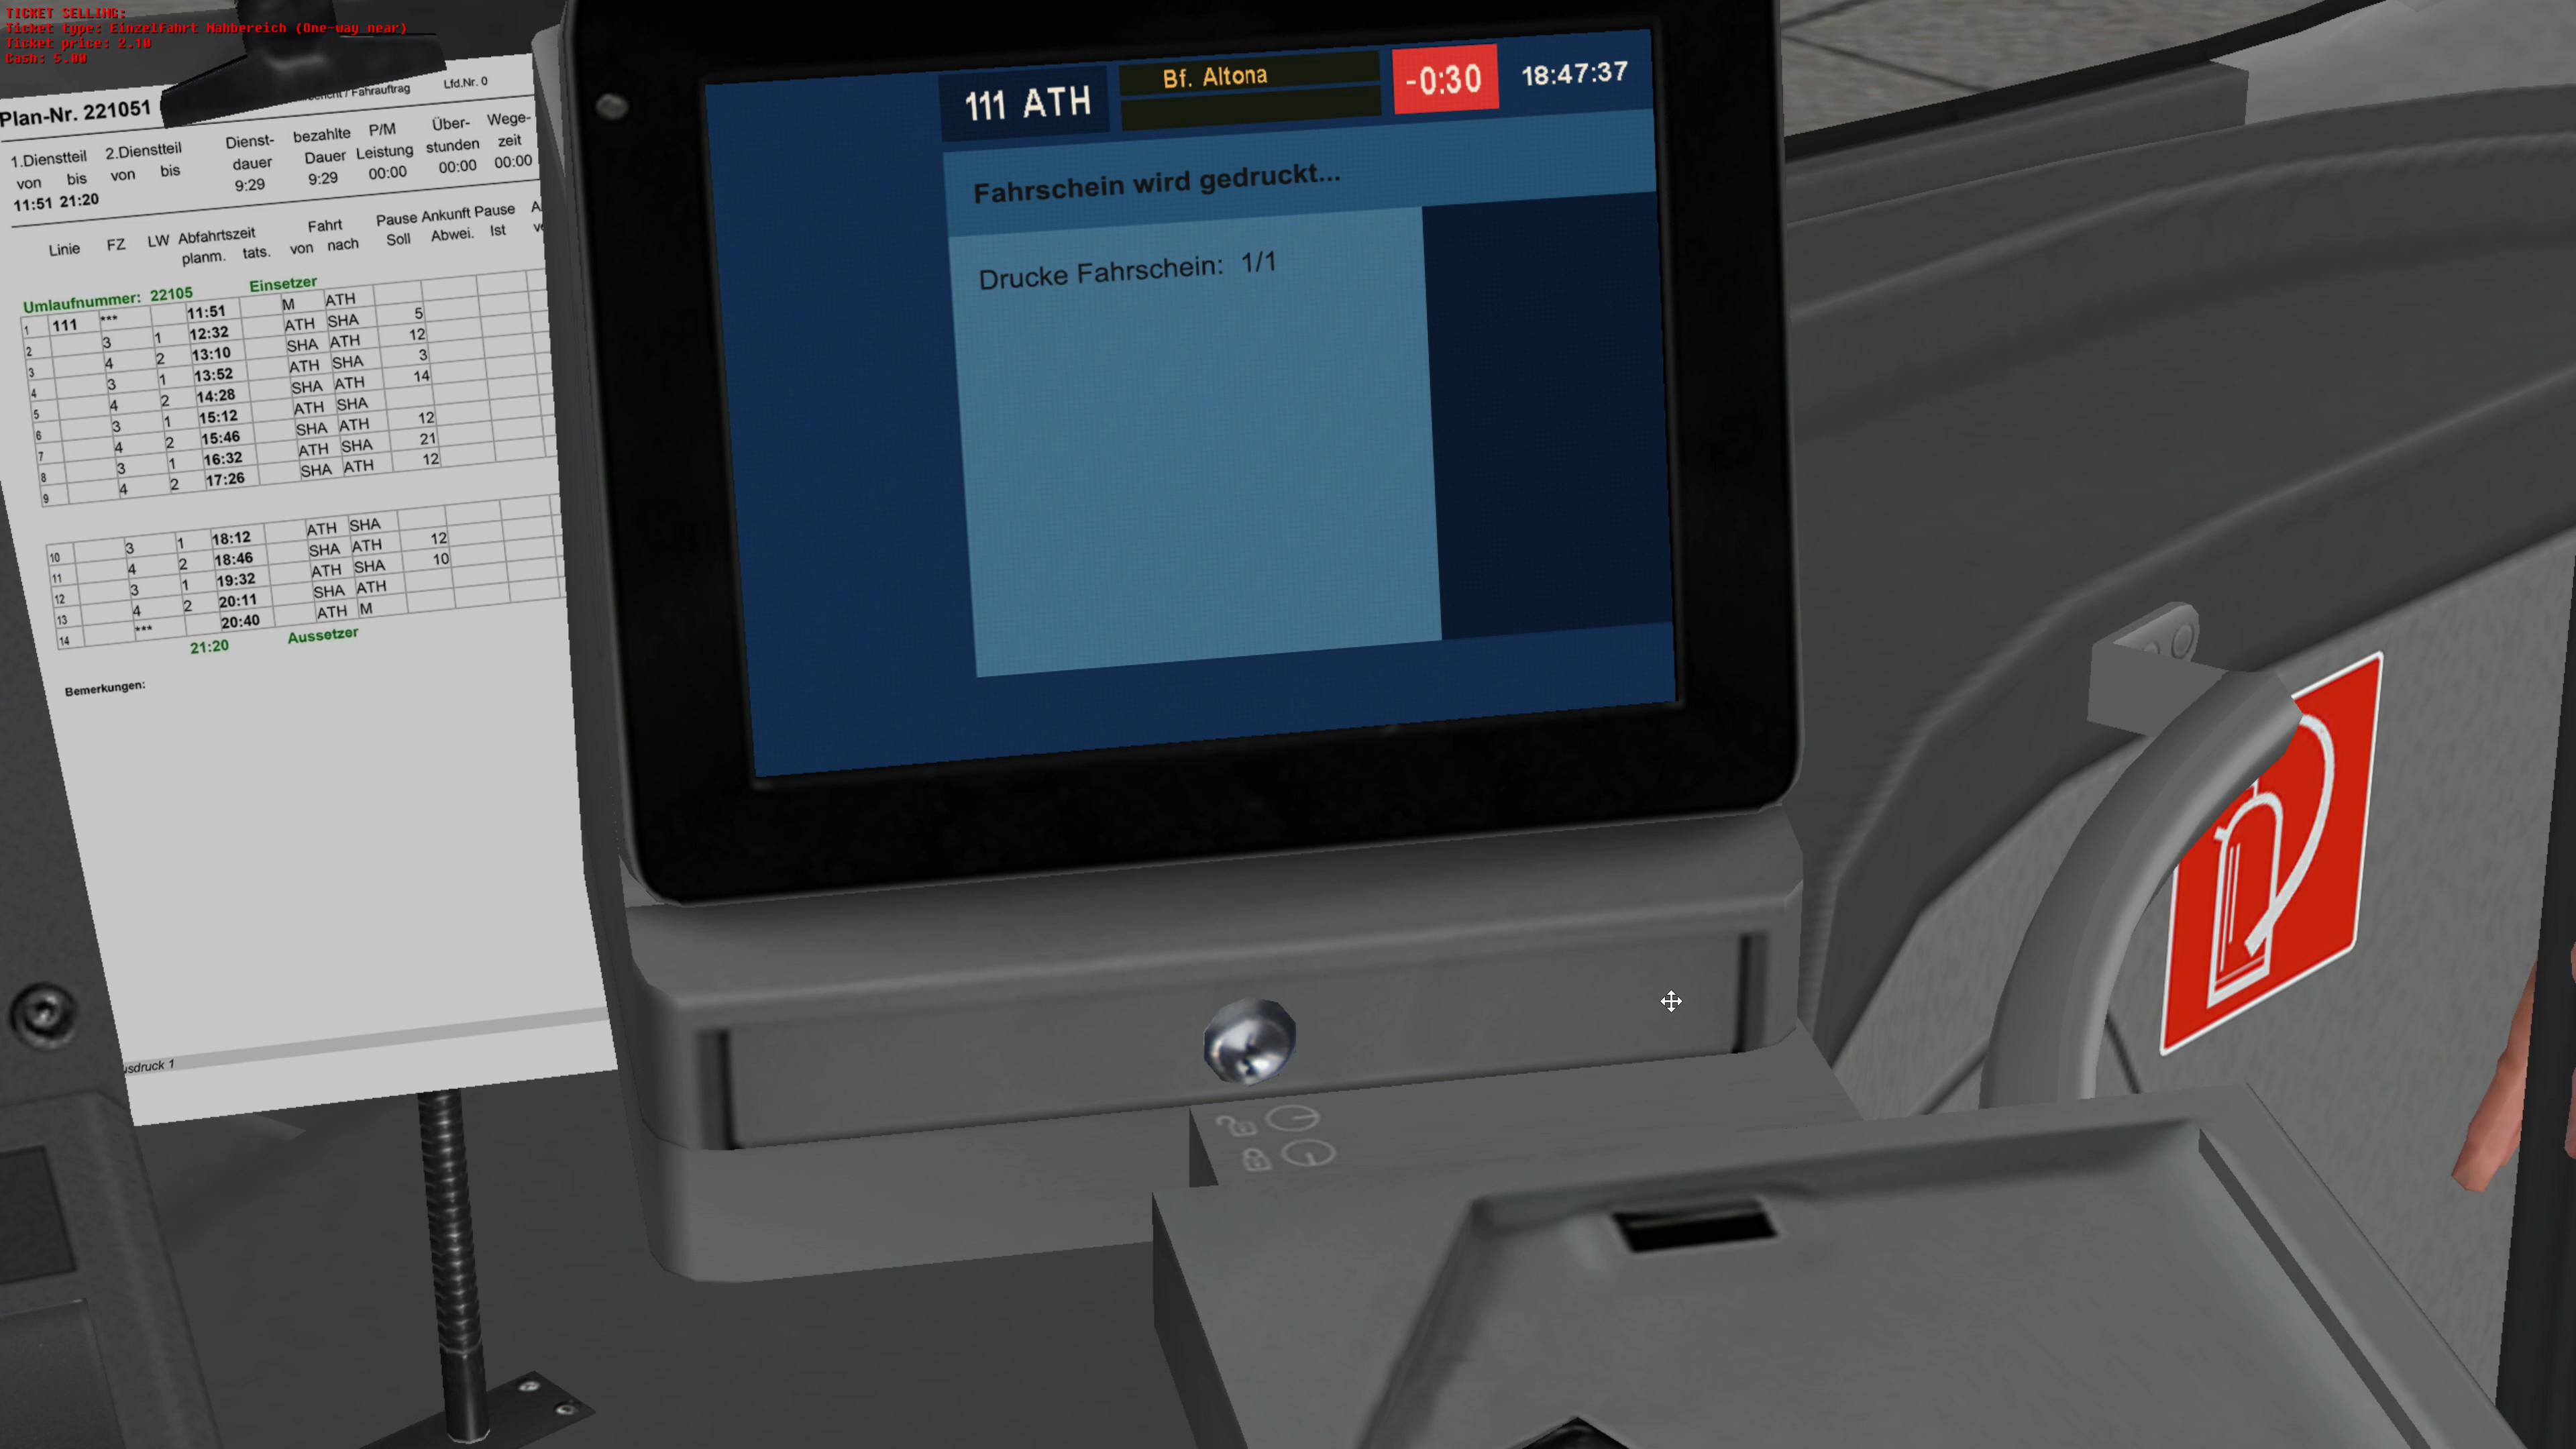 TICKET SELLING:
Ticket type: Einzelfahrt Nahbereich (One-way near)
Ticket price: 2.10
Cash: 5.00
Plan-Nr. 221051
/ Fahrauftrag
Lfd.Nr. 0
1.Dienstteil 2.Dienstteil Dienst- bezahlte P/M Über- Wege-
von bis von bis dauer Dauer Leistung stunden zeit
11:51 21:20 9:29 9:29 00:00 00:00 00:00
Linie FZ LW Abfahrtszeit Fahrt Pause Ankunft Pause
planm. tats. von nach Soll Abwei. Ist
Umlaufnummer: 22105 Einsetzer
1 111 *** 11:51 M ATH
2 3 1 12:32 ATH SHA 5
3 4 2 13:10 SHA ATH 12
4 3 1 13:52 ATH SHA 3
5 4 2 14:28 SHA ATH 14
6 3 1 15:12 ATH SHA
7 4 2 15:46 SHA ATH 12
8 3 1 16:32 ATH SHA 21
9 4 2 17:26 SHA ATH 12
10 3 1 18:12 ATH SHA
11 4 2 18:46 SHA ATH 12
12 3 1 19:32 ATH SHA 10
13 4 2 20:11 SHA ATH
14 *** 20:40 ATH M
21:20 Aussetzer
Bemerkungen:
111 ATH
Bf. Altona
-0:30
18:47:37
Fahrschein wird gedruckt...
Drucke Fahrschein: 1/1